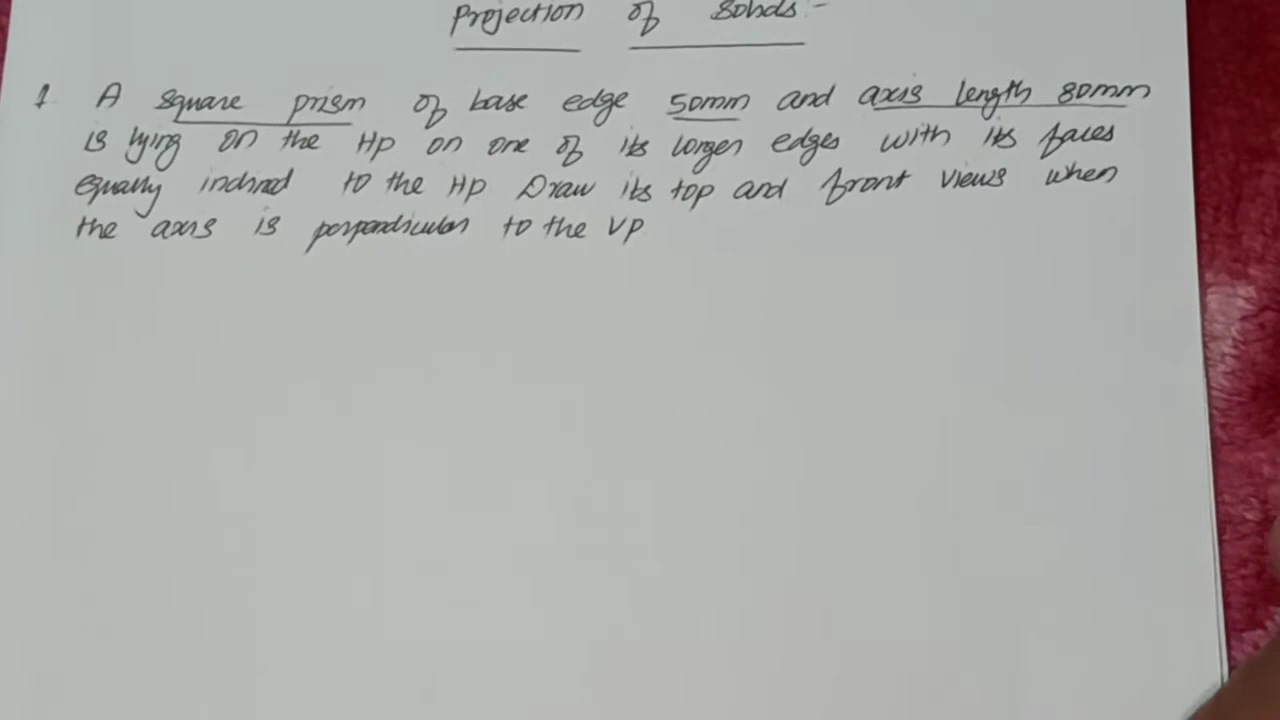 Projection of Solids -
1 A square prism of base edge 50mm and axis length 80mm
is lying on the HP on one of its longer edges with its faces
equally inclined to the HP Draw its top and front views when
the axis is perpendicular to the VP